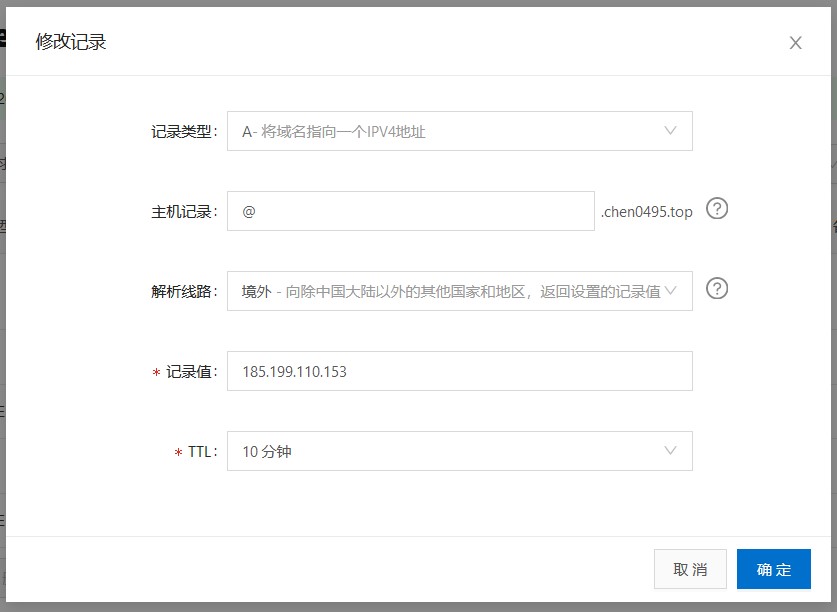 修改记录
记录类型： A- 将域名指向一个IPV4地址
主机记录： @ .chen0495.top ?
解析线路： 境外 - 向除中国大陆以外的其他国家和地区，返回设置的记录值 ?
* 记录值： 185.199.110.153
* TTL： 10 分钟
取消 确定